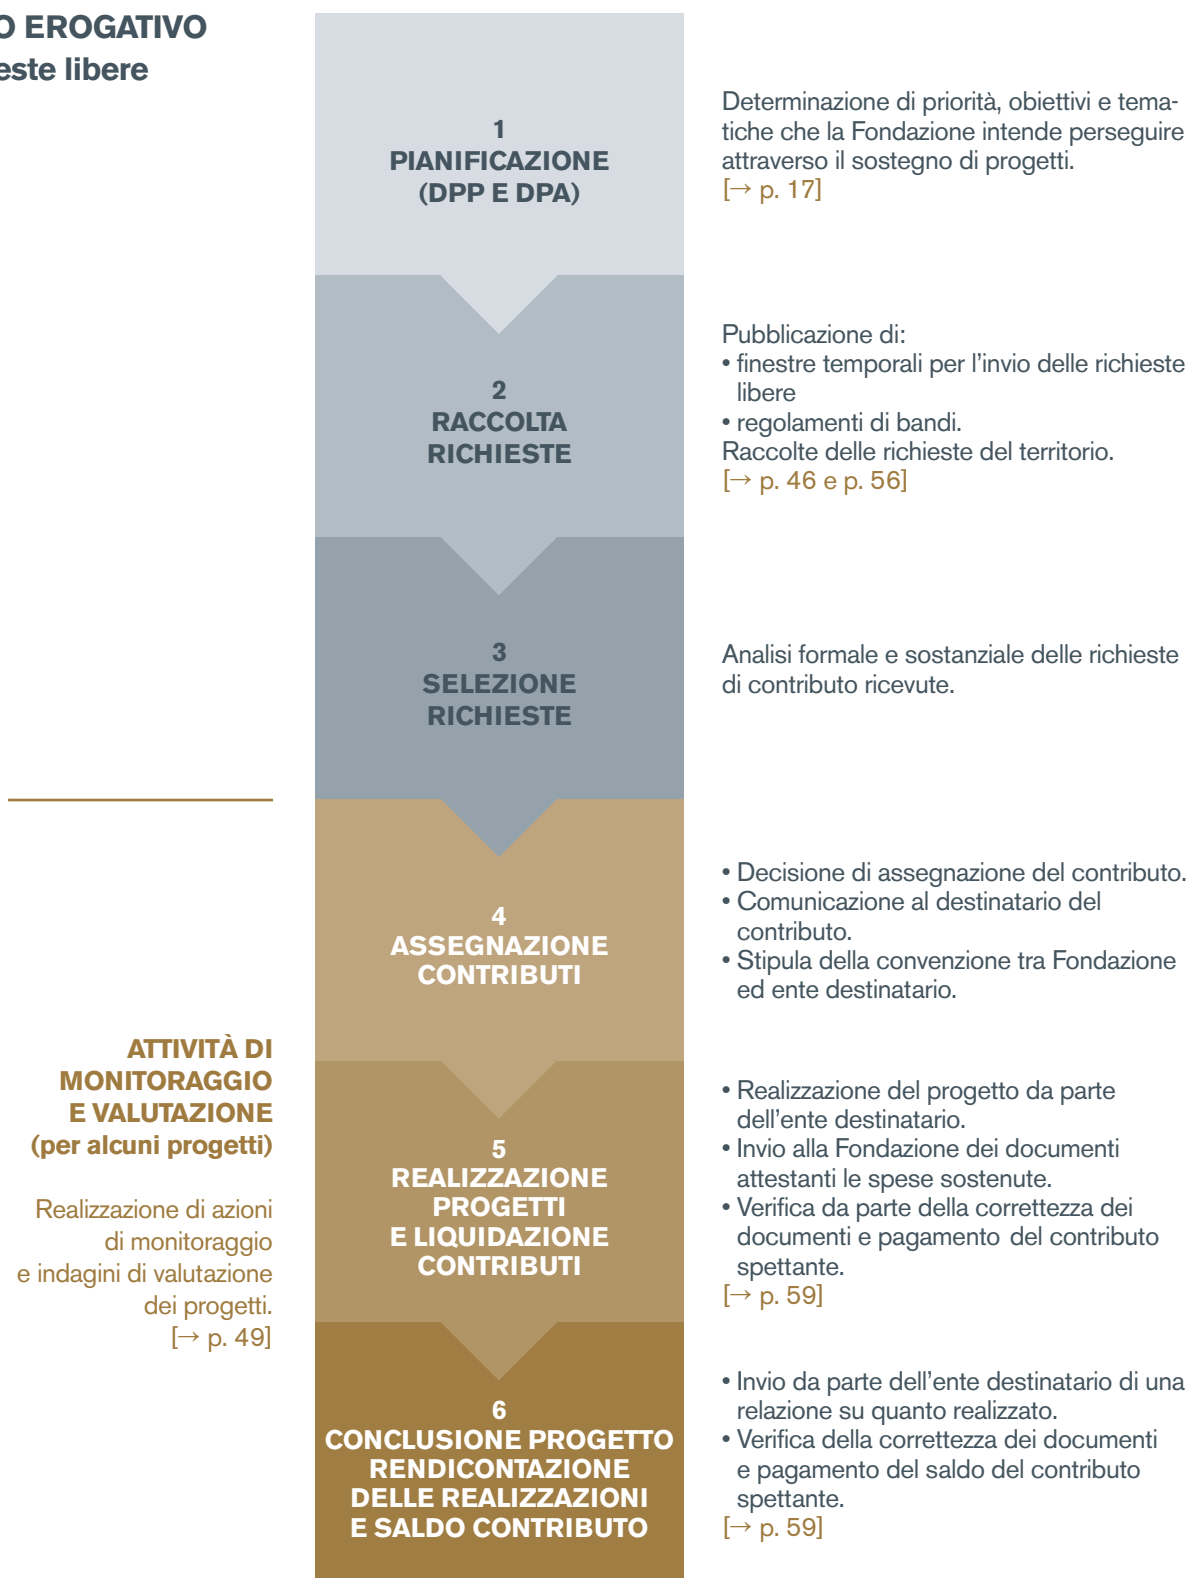 O EROGATIVO
este libere
1
PIANIFICAZIONE
(DPP E DPA)
Determinazione di priorità, obiettivi e tema-
tiche che la Fondazione intende perseguire
attraverso il sostegno di progetti.
[→ p. 17]
2
RACCOLTA
RICHIESTE
Pubblicazione di:
• finestre temporali per l’invio delle richieste
libere
• regolamenti di bandi.
Raccolte delle richieste del territorio.
[→ p. 46 e p. 56]
3
SELEZIONE
RICHIESTE
Analisi formale e sostanziale delle richieste
di contributo ricevute.
4
ASSEGNAZIONE
CONTRIBUTI
• Decisione di assegnazione del contributo.
• Comunicazione al destinatario del
contributo.
• Stipula della convenzione tra Fondazione
ed ente destinatario.
ATTIVITÀ DI
MONITORAGGIO
E VALUTAZIONE
(per alcuni progetti)
Realizzazione di azioni
di monitoraggio
e indagini di valutazione
dei progetti.
[→ p. 49]
5
REALIZZAZIONE
PROGETTI
E LIQUIDAZIONE
CONTRIBUTI
• Realizzazione del progetto da parte
dell’ente destinatario.
• Invio alla Fondazione dei documenti
attestanti le spese sostenute.
• Verifica da parte della correttezza dei
documenti e pagamento del contributo
spettante.
[→ p. 59]
6
CONCLUSIONE PROGETTO
RENDICONTAZIONE
DELLE REALIZZAZIONI
E SALDO CONTRIBUTO
• Invio da parte dell’ente destinatario di una
relazione su quanto realizzato.
• Verifica della correttezza dei documenti
e pagamento del saldo del contributo
spettante.
[→ p. 59]